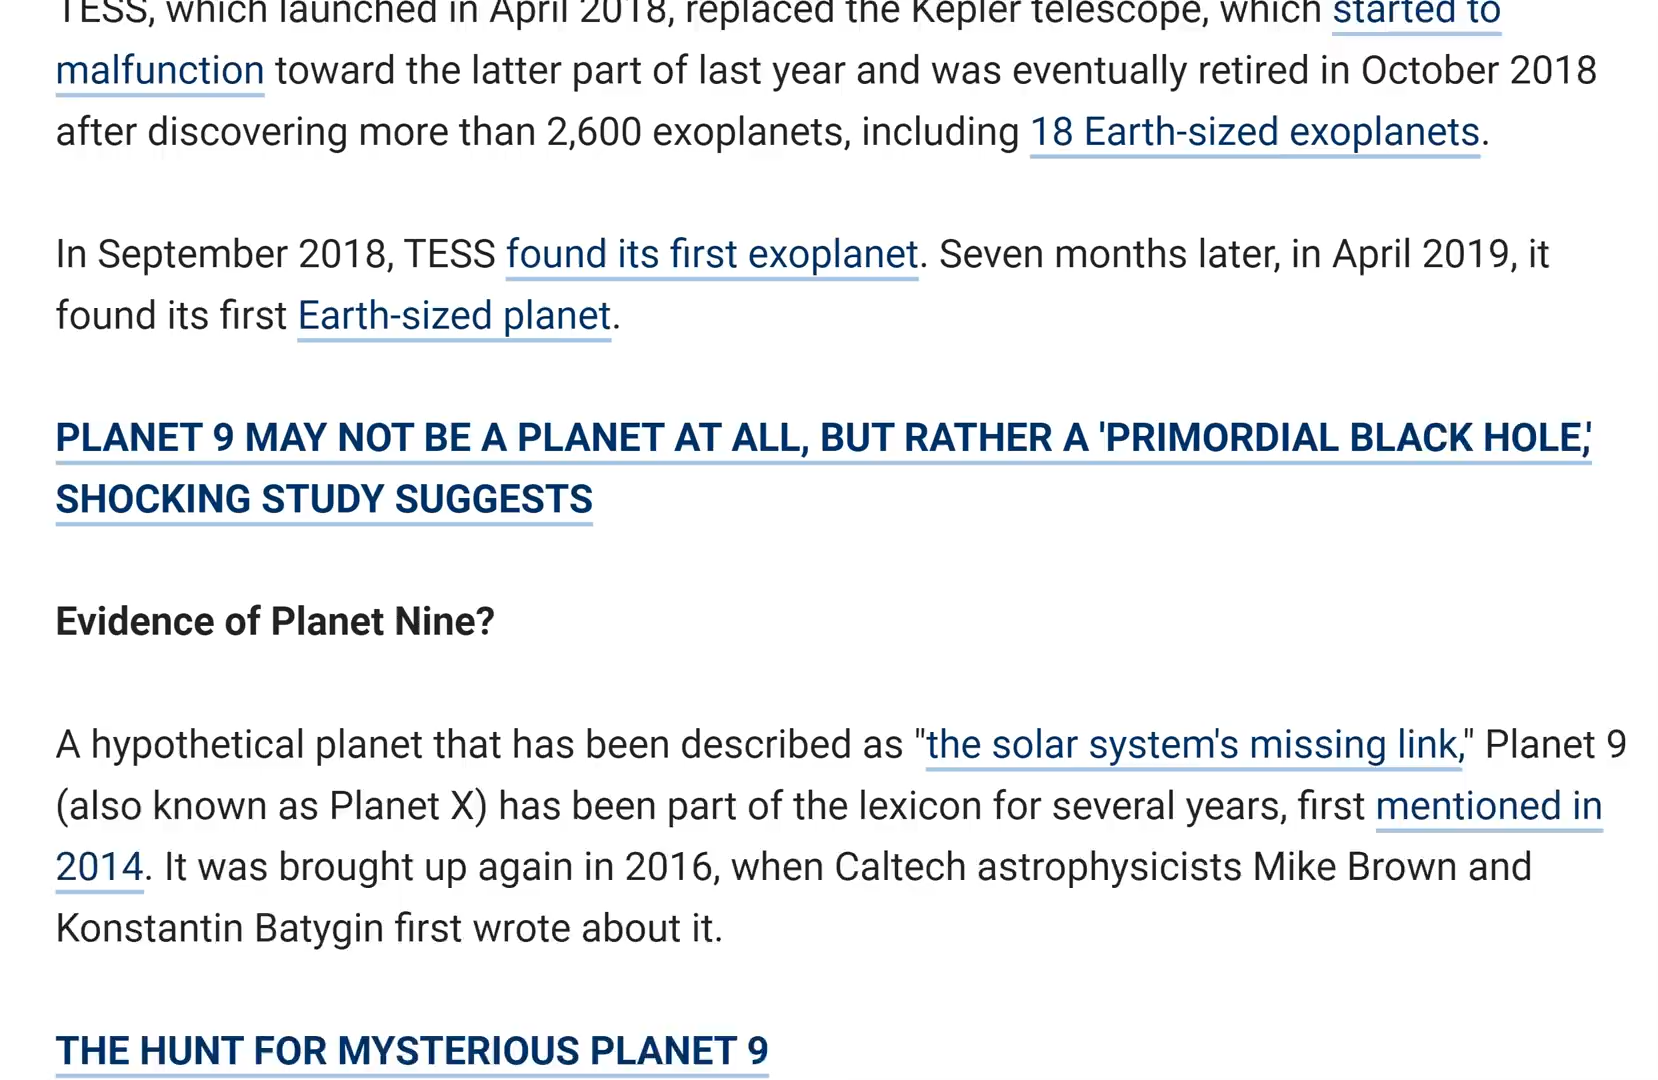 TESS, which launched in April 2018, replaced the Kepler telescope, which started to
malfunction toward the latter part of last year and was eventually retired in October 2018
after discovering more than 2,600 exoplanets, including 18 Earth-sized exoplanets.
In September 2018, TESS found its first exoplanet. Seven months later, in April 2019, it
found its first Earth-sized planet.
PLANET 9 MAY NOT BE A PLANET AT ALL, BUT RATHER A 'PRIMORDIAL BLACK HOLE,'
SHOCKING STUDY SUGGESTS
Evidence of Planet Nine?
A hypothetical planet that has been described as "the solar system's missing link," Planet 9
(also known as Planet X) has been part of the lexicon for several years, first mentioned in
2014. It was brought up again in 2016, when Caltech astrophysicists Mike Brown and
Konstantin Batygin first wrote about it.
THE HUNT FOR MYSTERIOUS PLANET 9